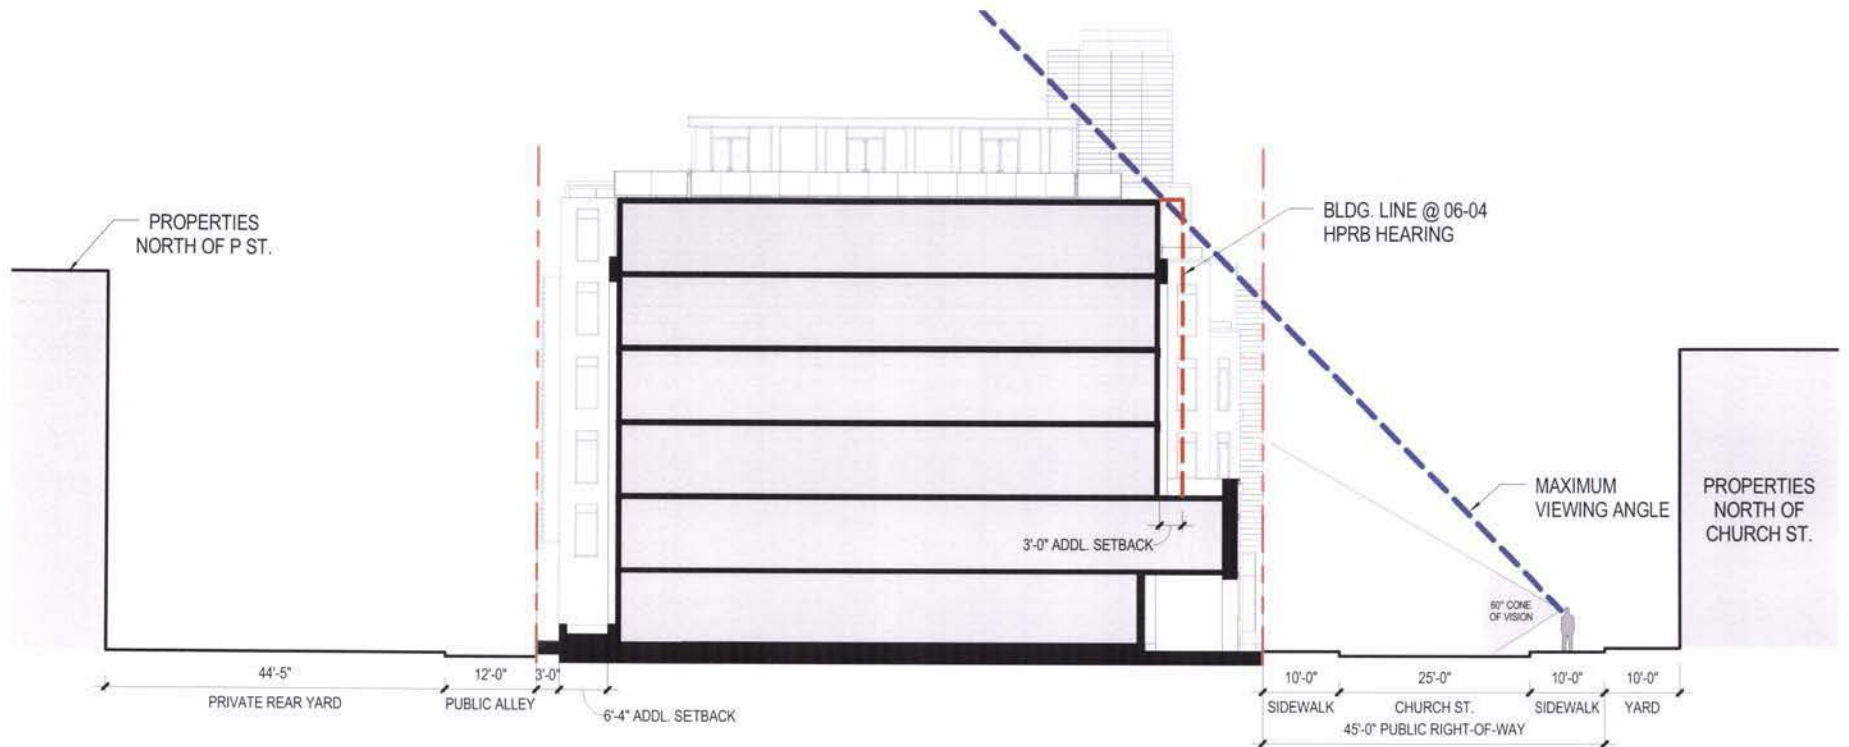 PROPERTIES
NORTH OF P ST.
BLDG. LINE @ 06-04
HPRB HEARING
MAXIMUM
VIEWING ANGLE
PROPERTIES
NORTH OF
CHURCH ST.
3'-0" ADDL. SETBACK
60° CONE
OF VISION
44'-5"
12'-0"
3'-0"
10'-0"
25'-0"
10'-0"
10'-0"
PRIVATE REAR YARD
PUBLIC ALLEY
6'-4" ADDL. SETBACK
SIDEWALK
CHURCH ST.
SIDEWALK
YARD
45'-0" PUBLIC RIGHT-OF-WAY